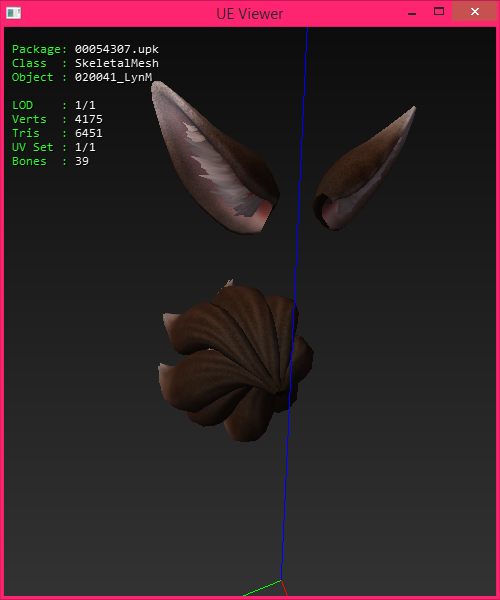 UE Viewer
Package: 00054307.upk
Class : SkeletalMesh
Object : 020041_LynM
LOD : 1/1
Verts : 4175
Tris : 6451
UV Set : 1/1
Bones : 39